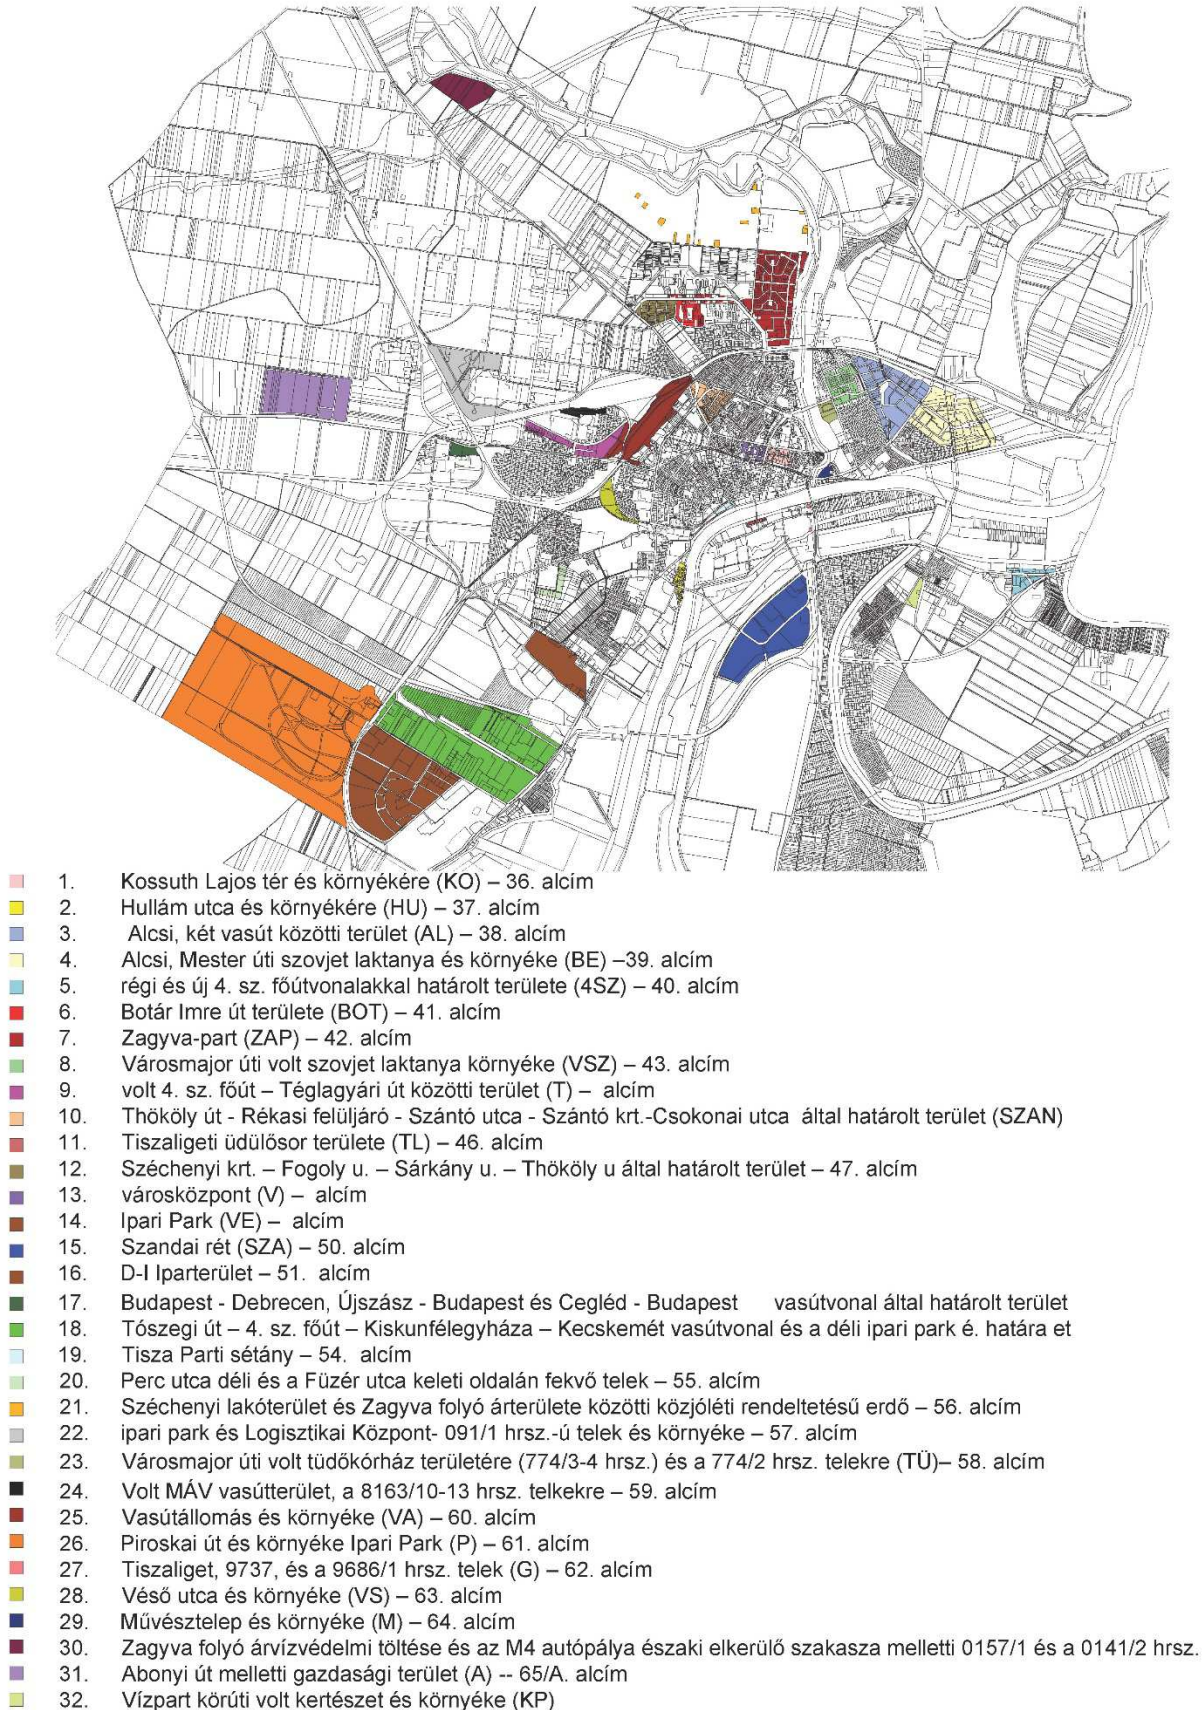 1. Kossuth Lajos tér és környékére (KO) – 36. alcím
2. Hullám utca és környékére (HU) – 37. alcím
3. Alcsi, két vasút közötti terület (AL) – 38. alcím
4. Alcsi, Mester úti szovjet laktanya és környéke (BE) –39. alcím
5. régi és új 4. sz. főútvonalakkal határolt területe (4SZ) – 40. alcím
6. Botár Imre út területe (BOT) – 41. alcím
7. Zagyva-part (ZAP) – 42. alcím
8. Városmajor úti volt szovjet laktanya környéke (VSZ) – 43. alcím
9. volt 4. sz. főút – Téglagyári út közötti terület (T) – alcím
10. Thököly út - Rékasi felüljáró - Szántó utca - Szántó krt.-Csokonai utca által határolt terület (SZAN)
11. Tiszaligeti üdülősor területe (TL) – 46. alcím
12. Széchenyi krt. – Fogoly u. – Sárkány u. – Thököly u által határolt terület – 47. alcím
13. városközpont (V) – alcím
14. Ipari Park (VE) – alcím
15. Szandai rét (SZA) – 50. alcím
16. D-I Iparterület – 51. alcím
17. Budapest - Debrecen, Újszász - Budapest és Cegléd - Budapest vasútvonal által határolt terület
18. Tószegi út – 4. sz. főút – Kiskunfélegyháza – Kecskemét vasútvonal és a déli ipari park é. határa et
19. Tisza Parti sétány – 54. alcím
20. Perc utca déli és a Füzér utca keleti oldalán fekvő telek – 55. alcím
21. Széchenyi lakóterület és Zagyva folyó árterülete közötti közjóléti rendeltetésű erdő – 56. alcím
22. ipari park és Logisztikai Központ- 091/1 hrsz.-ú telek és környéke – 57. alcím
23. Városmajor úti volt tüdőkórház területére (774/3-4 hrsz.) és a 774/2 hrsz. telekre (TÜ)– 58. alcím
24. Volt MÁV vasútterület, a 8163/10-13 hrsz. telkekre – 59. alcím
25. Vasútállomás és környéke (VA) – 60. alcím
26. Piroskai út és környéke Ipari Park (P) – 61. alcím
27. Tiszaliget, 9737, és a 9686/1 hrsz. telek (G) – 62. alcím
28. Véső utca és környéke (VS) – 63. alcím
29. Művésztelep és környéke (M) – 64. alcím
30. Zagyva folyó árvízvédelmi töltése és az M4 autópálya északi elkerülő szakasza melletti 0157/1 és a 0141/2 hrsz.
31. Abonyi út melletti gazdasági terület (A) -- 65/A. alcím
32. Vízpart körúti volt kertészet és környéke (KP)